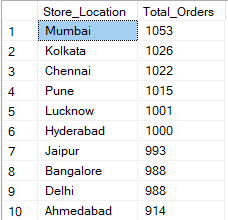 Store_Location Total_Orders
1 Mumbai 1053
2 Kolkata 1026
3 Chennai 1022
4 Pune 1015
5 Lucknow 1001
6 Hyderabad 1000
7 Jaipur 993
8 Bangalore 988
9 Delhi 988
10 Ahmedabad 914